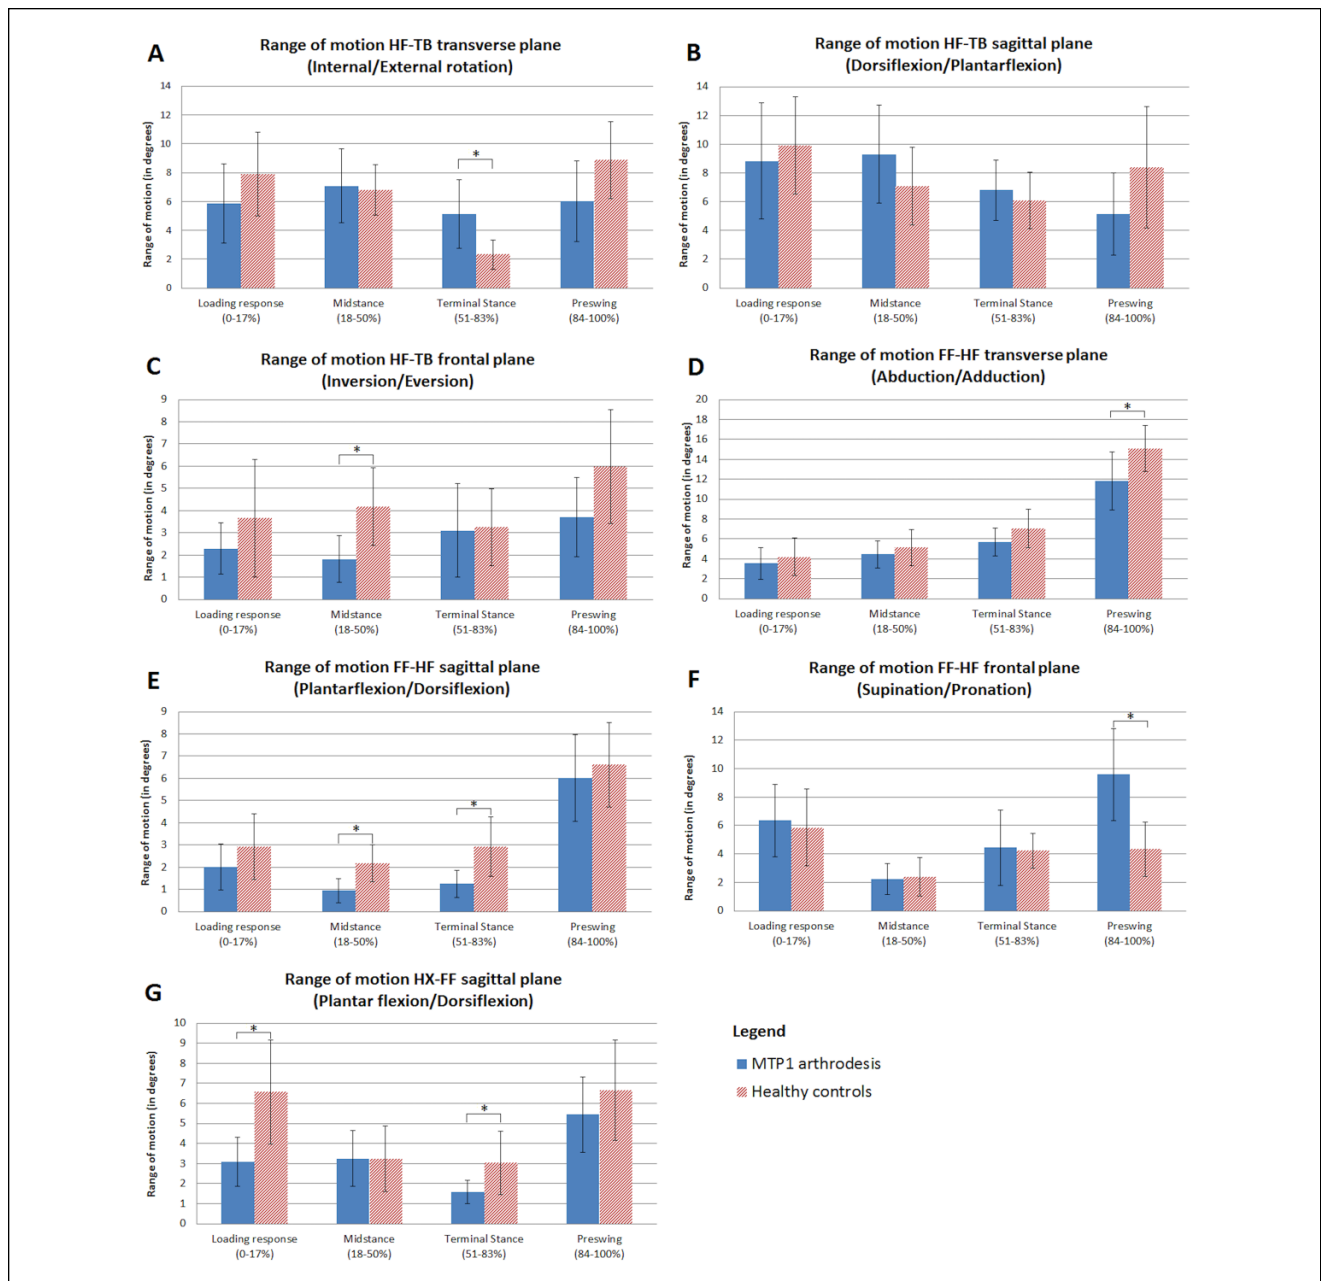 A
Range of motion HF-TB transverse plane
(Internal/External rotation)
Range of motion (in degrees)
14
12
10
8
6
4
2
0
*
Loading response
(0-17%)
Midstance
(18-50%)
Terminal Stance
(51-83%)
Preswing
(84-100%)
B
Range of motion HF-TB sagittal plane
(Dorsiflexion/Plantarflexion)
Range of motion (in degrees)
14
12
10
8
6
4
2
0
Loading response
(0-17%)
Midstance
(18-50%)
Terminal Stance
(51-83%)
Preswing
(84-100%)
C
Range of motion HF-TB frontal plane
(Inversion/Eversion)
Range of motion (in degrees)
9
8
7
6
5
4
3
2
1
0
*
Loading response
(0-17%)
Midstance
(18-50%)
Terminal Stance
(51-83%)
Preswing
(84-100%)
D
Range of motion FF-HF transverse plane
(Abduction/Adduction)
Range of motion (in degrees)
20
18
16
14
12
10
8
6
4
2
0
*
Loading response
(0-17%)
Midstance
(18-50%)
Terminal Stance
(51-83%)
Preswing
(84-100%)
E
Range of motion FF-HF sagittal plane
(Plantarflexion/Dorsiflexion)
Range of motion (in degrees)
9
8
7
6
5
4
3
2
1
0
*
*
Loading response
(0-17%)
Midstance
(18-50%)
Terminal Stance
(51-83%)
Preswing
(84-100%)
F
Range of motion FF-HF frontal plane
(Supination/Pronation)
Range of motion (in degrees)
14
12
10
8
6
4
2
0
*
Loading response
(0-17%)
Midstance
(18-50%)
Terminal Stance
(51-83%)
Preswing
(84-100%)
G
Range of motion HX-FF sagittal plane
(Plantar flexion/Dorsiflexion)
Range of motion (in degrees)
10
9
8
7
6
5
4
3
2
1
0
*
*
Loading response
(0-17%)
Midstance
(18-50%)
Terminal Stance
(51-83%)
Preswing
(84-100%)
Legend
MTP1 arthrodesis
Healthy controls